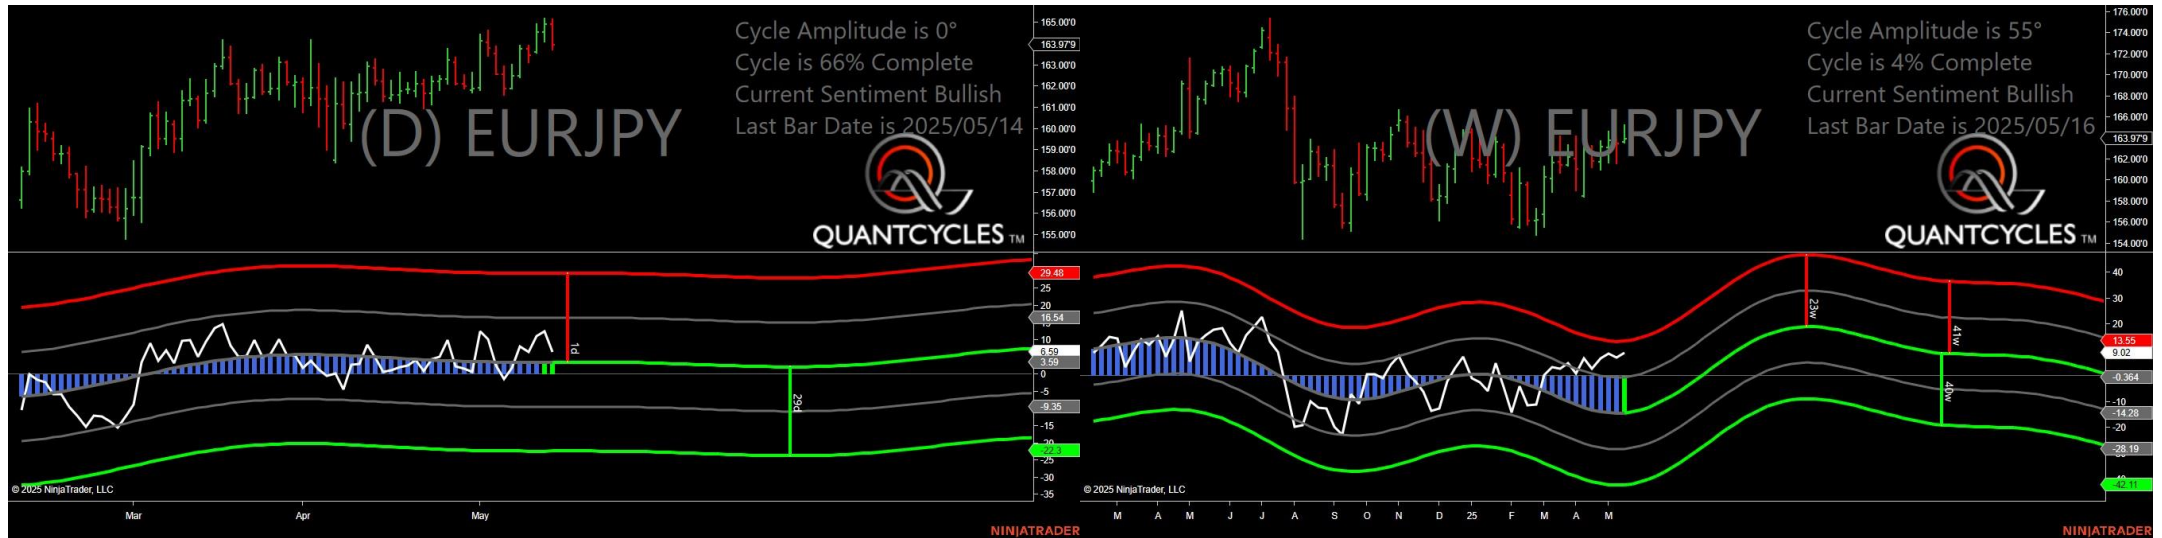 Cycle Amplitude is 0°
Cycle is 66% Complete
Current Sentiment Bullish
Last Bar Date is 2025/05/14
(D) EURJPY
QUANTCYCLES TM
165.00'0
163.97'9
163.00'0
162.00'0
161.00'0
160.00'0
159.00'0
158.00'0
157.00'0
156.00'0
155.00'0
29.48
25
20
16.54
10
6.59
3.59
0
-5
-9.35
-15
-22.3
-25
-30
-35
1d
29d
© 2025 NinjaTrader, LLC
Mar Apr May
NINJATRADER
Cycle Amplitude is 55°
Cycle is 4% Complete
Current Sentiment Bullish
Last Bar Date is 2025/05/16
(W) EURJPY
QUANTCYCLES TM
176.00'0
174.00'0
172.00'0
170.00'0
168.00'0
166.00'0
163.97'9
162.00'0
160.00'0
158.00'0
156.00'0
154.00'0
40
30
20
13.55
9.02
-0.364
-10
-14.28
-20
-28.19
-42.11
23w
41w
40w
© 2025 NinjaTrader, LLC
M A M J J A S O N D 25 F M A M
NINJATRADER